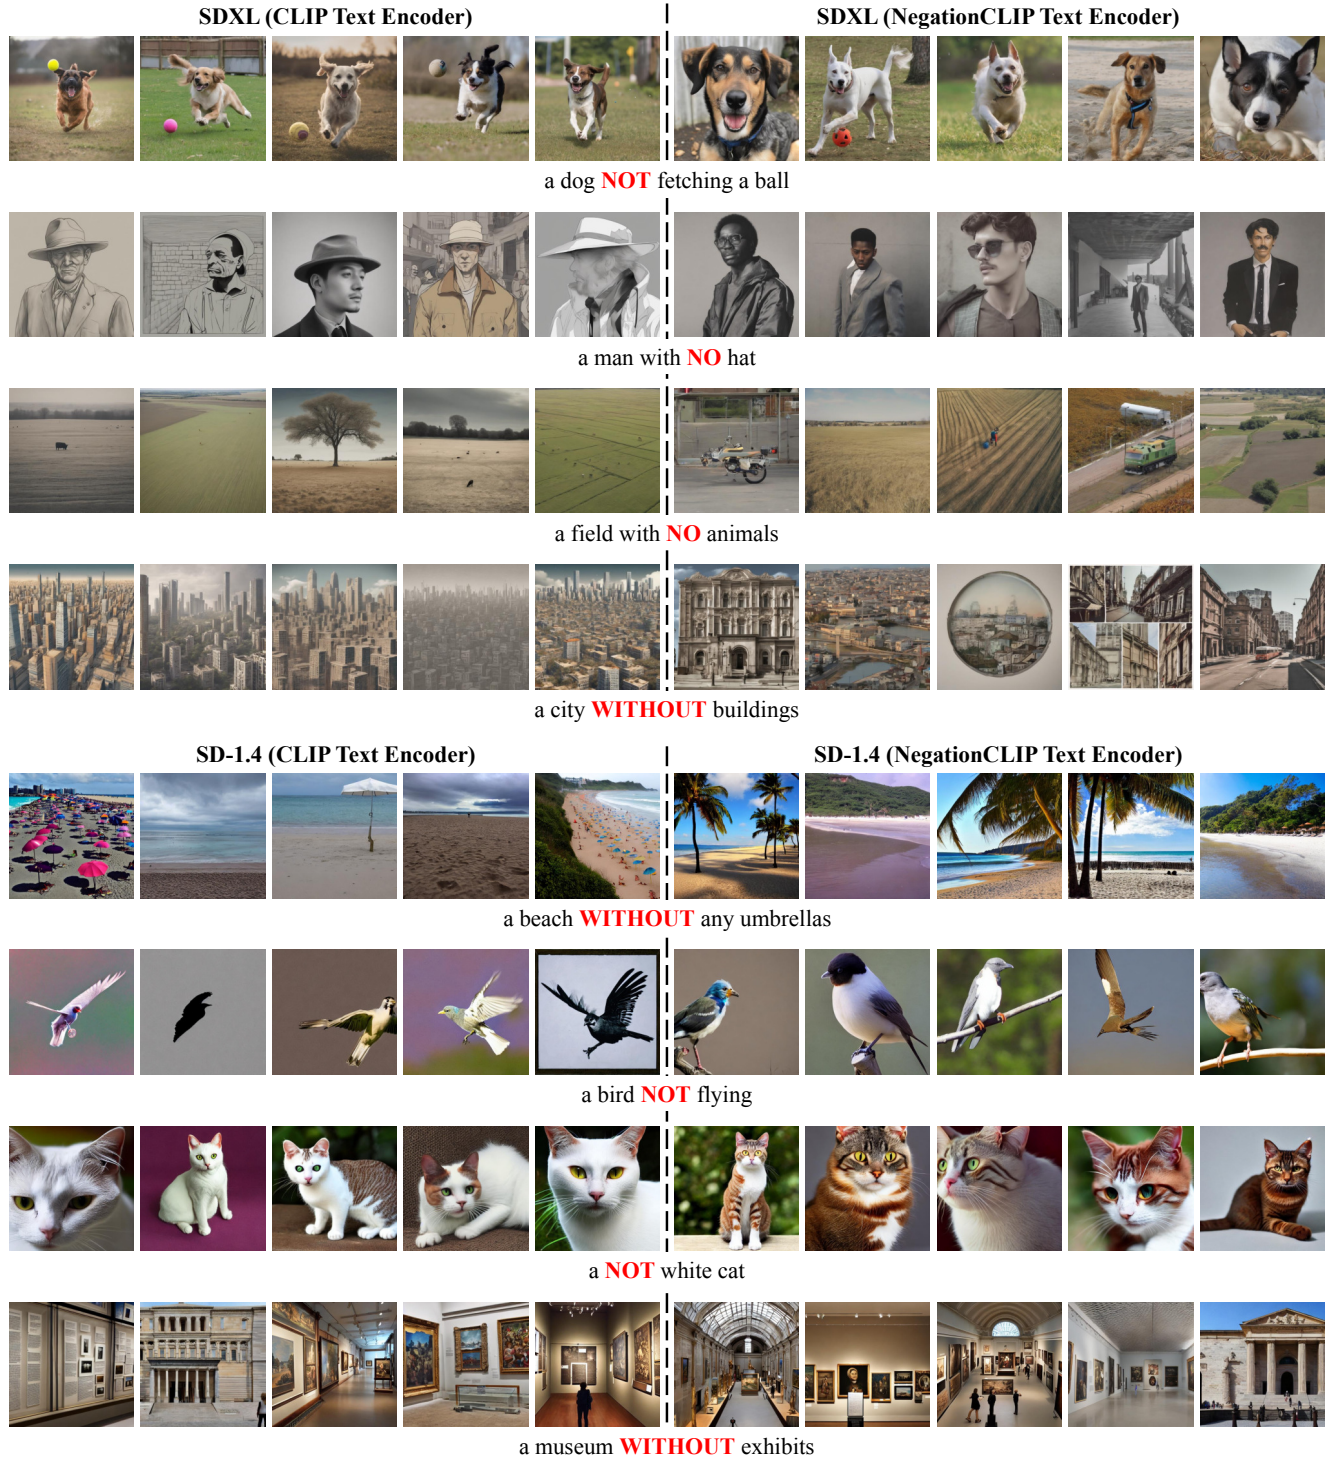 SDXL (CLIP Text Encoder)
SDXL (NegationCLIP Text Encoder)
a dog NOT fetching a ball
a man with NO hat
a field with NO animals
a city WITHOUT buildings
SD-1.4 (CLIP Text Encoder)
SD-1.4 (NegationCLIP Text Encoder)
a beach WITHOUT any umbrellas
a bird NOT flying
a NOT white cat
a museum WITHOUT exhibits